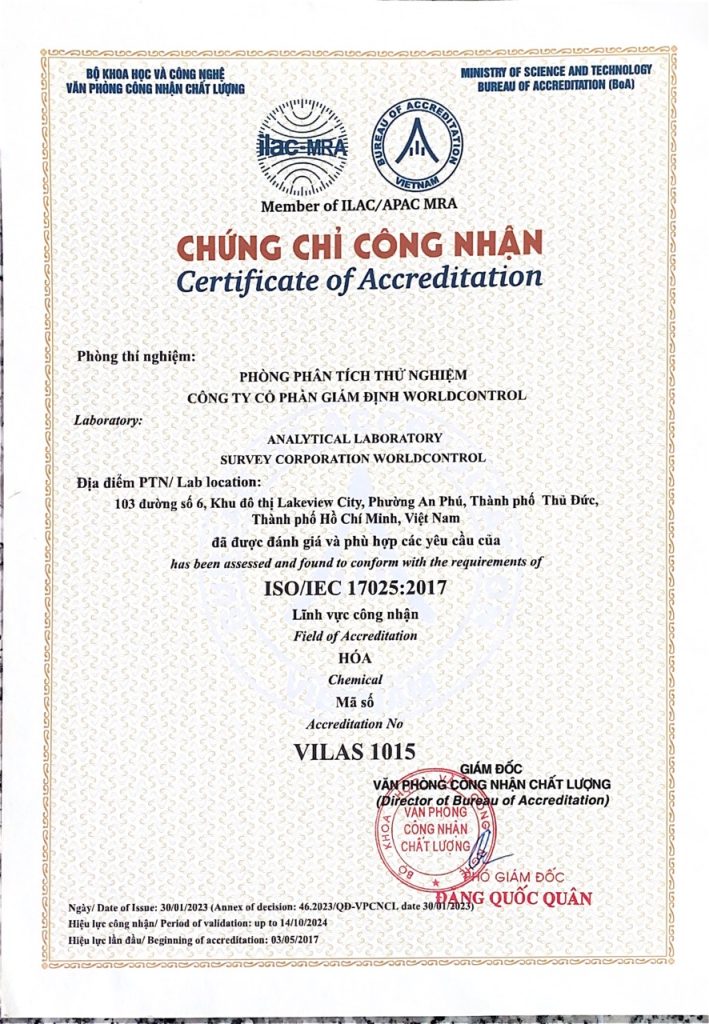 BỘ KHOA HỌC VÀ CÔNG NGHỆ
VĂN PHÒNG CÔNG NHẬN CHẤT LƯỢNG
MINISTRY OF SCIENCE AND TECHNOLOGY
BUREAU OF ACCREDITATION (BoA)
ilac-MRA
BUREAU OF ACCREDITATION
VIETNAM
Member of ILAC/APAC MRA
CHỨNG CHỈ CÔNG NHẬN
Certificate of Accreditation
Phòng thí nghiệm:
PHÒNG PHÂN TÍCH THỬ NGHIỆM
CÔNG TY CỔ PHẦN GIÁM ĐỊNH WORLDCONTROL
Laboratory:
ANALYTICAL LABORATORY
SURVEY CORPORATION WORLDCONTROL
Địa điểm PTN/ Lab location:
103 đường số 6, Khu đô thị Lakeview City, Phường An Phú, Thành phố Thủ Đức,
Thành phố Hồ Chí Minh, Việt Nam
đã được đánh giá và phù hợp các yêu cầu của
has been assessed and found to conform with the requirements of
ISO/IEC 17025:2017
Lĩnh vực công nhận
Field of Accreditation
HÓA
Chemical
Mã số
Accreditation No
VILAS 1015
GIÁM ĐỐC
VĂN PHÒNG CÔNG NHẬN CHẤT LƯỢNG
(Director of Bureau of Accreditation)
BỘ KHOA HỌC VÀ CÔNG NGHỆ
VĂN PHÒNG
CÔNG NHẬN
CHẤT LƯỢNG
PHÓ GIÁM ĐỐC
ĐẶNG QUỐC QUÂN
Ngày/ Date of Issue: 30/01/2023 (Annex of decision: 46.2023/QĐ-VPCNCL date 30/01/2023)
Hiệu lực công nhận/ Period of validation: up to 14/10/2024
Hiệu lực lần đầu/ Beginning of accreditation: 03/05/2017